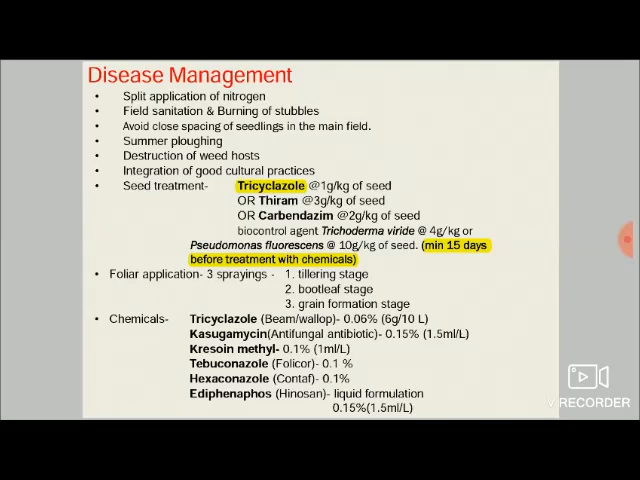 Disease Management
• Split application of nitrogen
• Field sanitation & Burning of stubbles
• Avoid close spacing of seedlings in the main field.
• Summer ploughing
• Destruction of weed hosts
• Integration of good cultural practices
• Seed treatment- Tricyclazole @1g/kg of seed
OR Thiram @3g/kg of seed
OR Carbendazim @2g/kg of seed
biocontrol agent Trichoderma viride @ 4g/kg or
Pseudomonas fluorescens @ 10g/kg of seed. (min 15 days
before treatment with chemicals)
• Foliar application- 3 sprayings - 1. tillering stage
2. bootleaf stage
3. grain formation stage
• Chemicals- Tricyclazole (Beam/wallop)- 0.06% (6g/10 L)
Kasugamycin(Antifungal antibiotic)- 0.15% (1.5ml/L)
Kresoin methyl- 0.1% (1ml/L)
Tebuconazole (Folicor)- 0.1 %
Hexaconazole (Contaf)- 0.1%
Ediphenaphos (Hinosan)- liquid formulation
0.15%(1.5ml/L)
V RECORDER